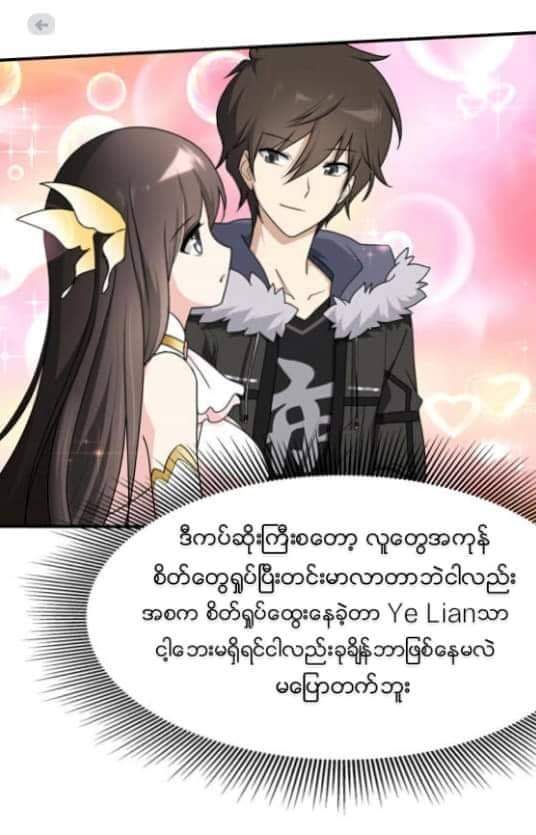 ဒီကပ်ဆိုးကြီးစတော့ လူတွေအကုန်
စိတ်တွေရှုပ်ပြီးတင်းမာလာတာဘဲငါလည်း
အစက စိတ်ရှုပ်ထွေးနေခဲ့တာ Ye Lianသာ
ငါ့ဘေးမရှိရင်ငါလည်းခုချိန်ဘာဖြစ်နေမလဲ
မပြောတက်ဘူး